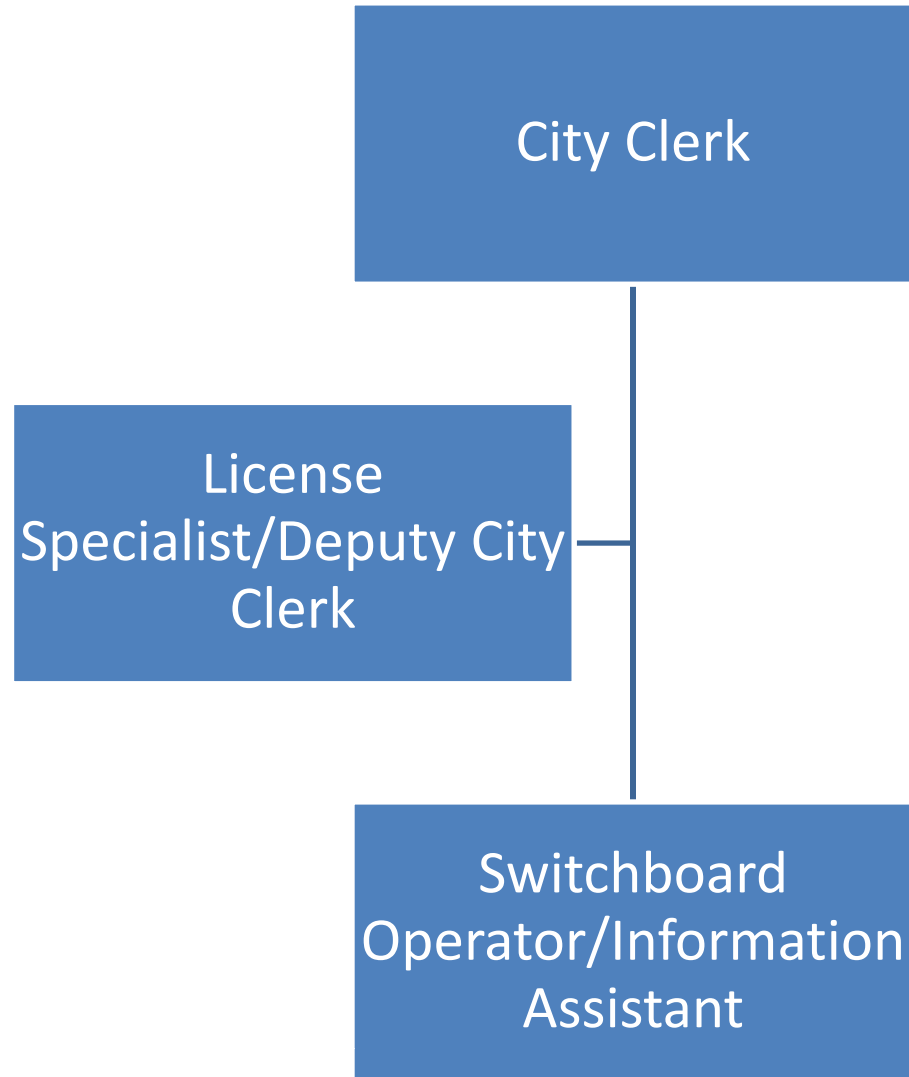 City Clerk
License
Specialist/Deputy City
Clerk
Switchboard
Operator/Information
Assistant